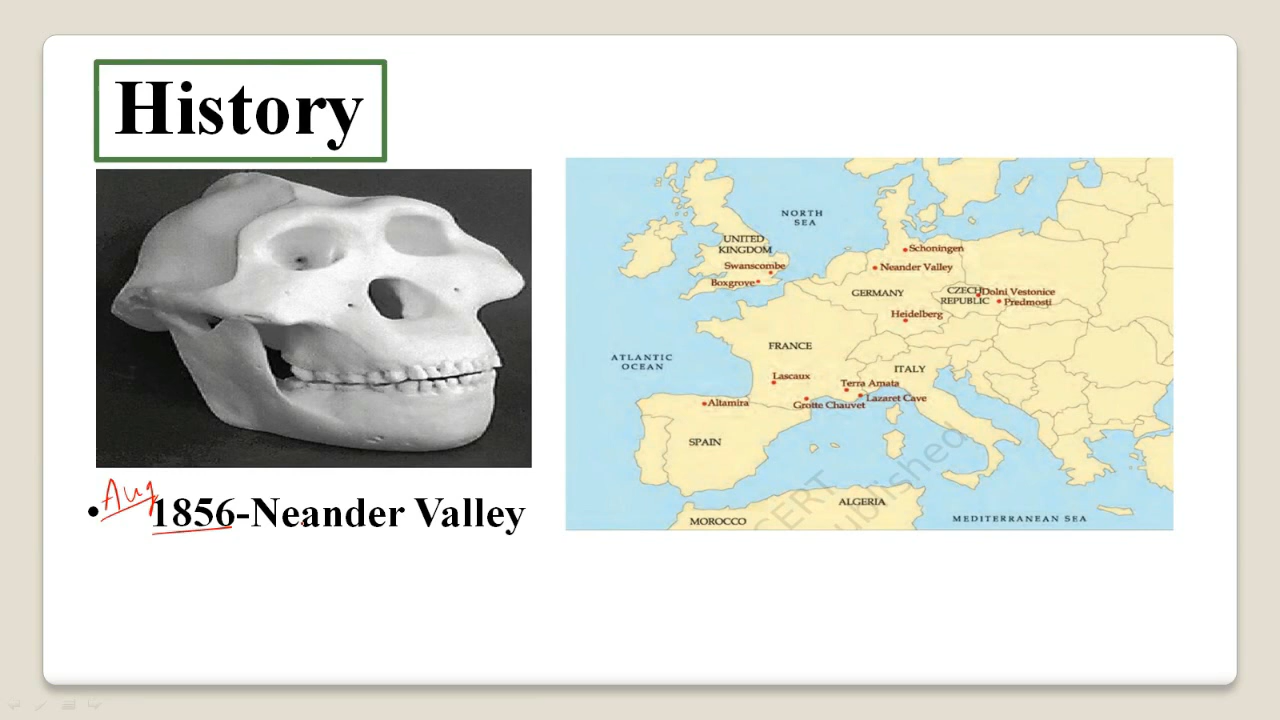 History
NORTH
SEA
UNITED
KINGDOM
Schoningen
Swanscombe
Neander Valley
Boxgrove
GERMANY
CZECH
REPUBLIC
Dolni Vestonice
Predmosti
Heidelberg
FRANCE
ATLANTIC
OCEAN
ITALY
Lascaux
Terra Amata
Altamira
Grotte Chauvet
Lazaret Cave
SPAIN
ALGERIA
MOROCCO
MEDITERRANEAN SEA
• Aug 1856-Neander Valley